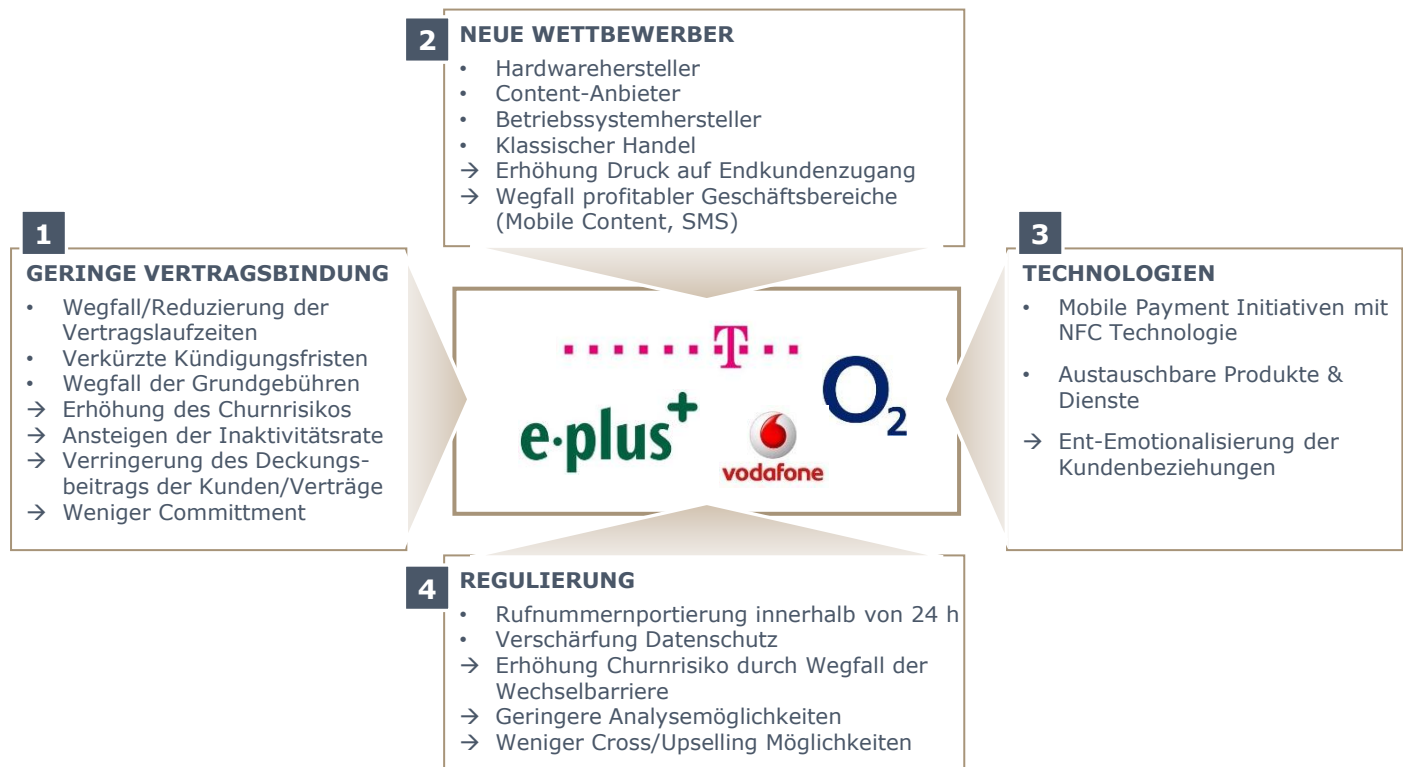 2
NEUE WETTBEWERBER
• Hardwarehersteller
• Content-Anbieter
• Betriebssystemhersteller
• Klassischer Handel
→ Erhöhung Druck auf Endkundenzugang
→ Wegfall profitabler Geschäftsbereiche
(Mobile Content, SMS)
1
GERINGE VERTRAGSBINDUNG
• Wegfall/Reduzierung der
Vertragslaufzeiten
• Verkürzte Kündigungsfristen
• Wegfall der Grundgebühren
→ Erhöhung des Churnrisikos
→ Ansteigen der Inaktivitätsrate
→ Verringerung des Deckungs-
beitrags der Kunden/Verträge
→ Weniger Committment
T
O2
e·plus+
vodafone
3
TECHNOLOGIEN
• Mobile Payment Initiativen mit
NFC Technologie
• Austauschbare Produkte &
Dienste
→ Ent-Emotionalisierung der
Kundenbeziehungen
4
REGULIERUNG
• Rufnummernportierung innerhalb von 24 h
• Verschärfung Datenschutz
→ Erhöhung Churnrisiko durch Wegfall der
Wechselbarriere
→ Geringere Analysemöglichkeiten
→ Weniger Cross/Upselling Möglichkeiten